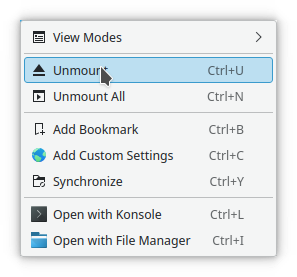 View Modes
Unmount Ctrl+U
Unmount All Ctrl+N
Add Bookmark Ctrl+B
Add Custom Settings Ctrl+C
Synchronize Ctrl+Y
Open with Konsole Ctrl+L
Open with File Manager Ctrl+I